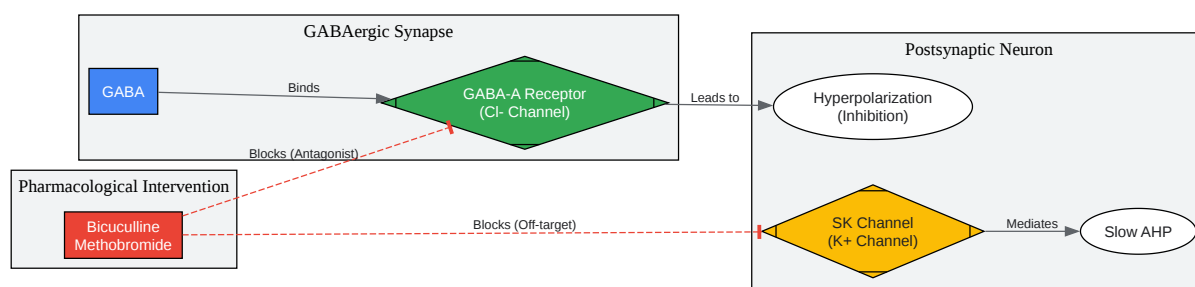 GABAergic Synapse
GABA
Binds
GABA-A Receptor
(Cl- Channel)
Leads to
Postsynaptic Neuron
Hyperpolarization
(Inhibition)
Blocks (Antagonist)
Pharmacological Intervention
Bicuculline
Methobromide
Blocks (Off-target)
SK Channel
(K+ Channel)
Mediates
Slow AHP